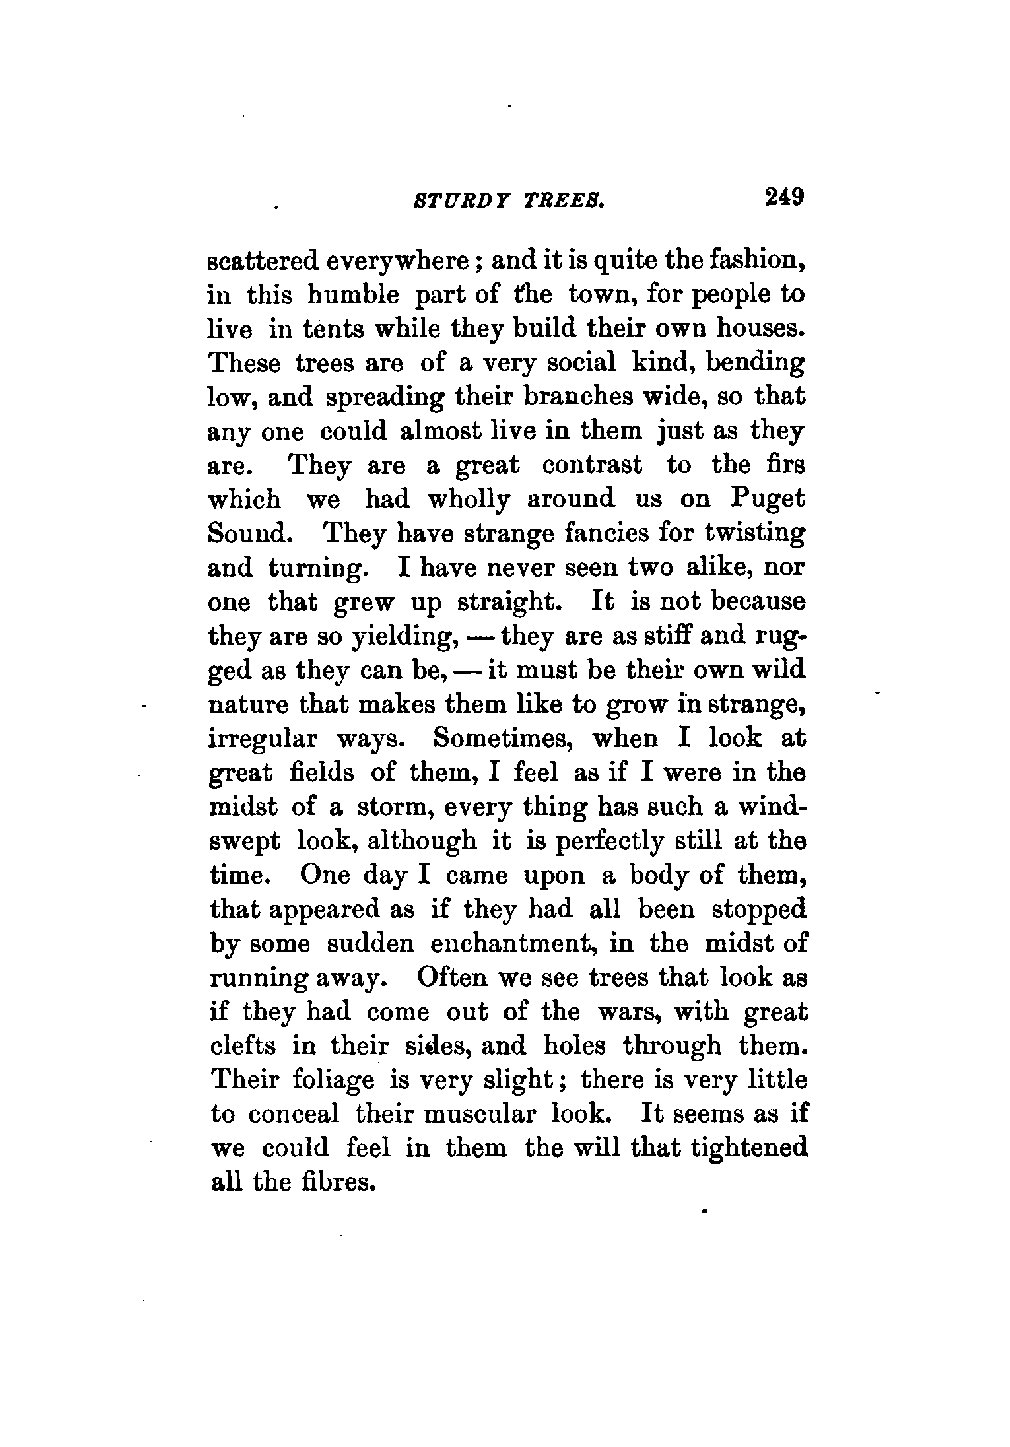 STURDY TREES. 249
scattered everywhere; and it is quite the fashion,
in this humble part of the town, for people to
live in tents while they build their own houses.
These trees are of a very social kind, bending
low, and spreading their branches wide, so that
any one could almost live in them just as they
are. They are a great contrast to the firs
which we had wholly around us on Puget
Sound. They have strange fancies for twisting
and turning. I have never seen two alike, nor
one that grew up straight. It is not because
they are so yielding, — they are as stiff and rug-
ged as they can be, — it must be their own wild
nature that makes them like to grow in strange,
irregular ways. Sometimes, when I look at
great fields of them, I feel as if I were in the
midst of a storm, every thing has such a wind-
swept look, although it is perfectly still at the
time. One day I came upon a body of them,
that appeared as if they had all been stopped
by some sudden enchantment, in the midst of
running away. Often we see trees that look as
if they had come out of the wars, with great
clefts in their sides, and holes through them.
Their foliage is very slight; there is very little
to conceal their muscular look. It seems as if
we could feel in them the will that tightened
all the fibres.